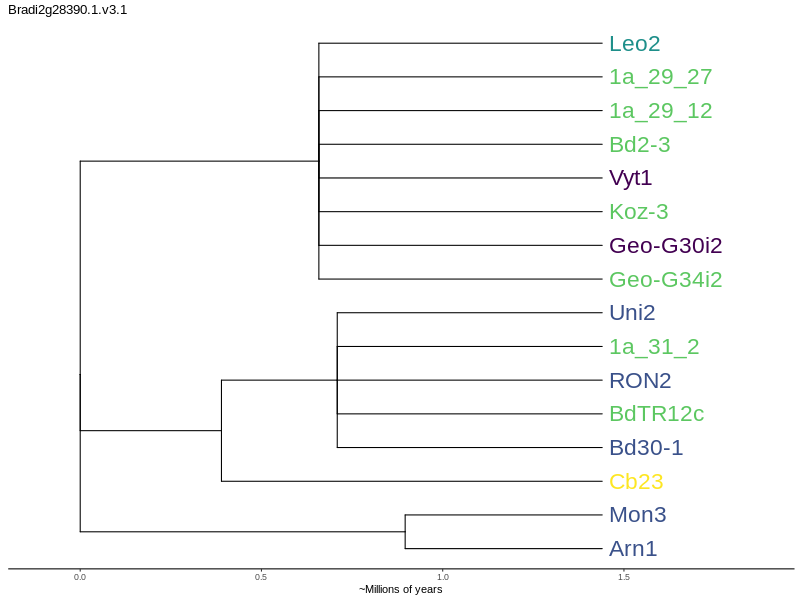 Bradi2g28390.1.v3.1
Leo2
1a_29_27
1a_29_12
Bd2-3
Vyt1
Koz-3
Geo-G30i2
Geo-G34i2
Uni2
1a_31_2
RON2
BdTR12c
Bd30-1
Cb23
Mon3
Arn1
0.0 0.5 1.0 1.5
~Millions of years